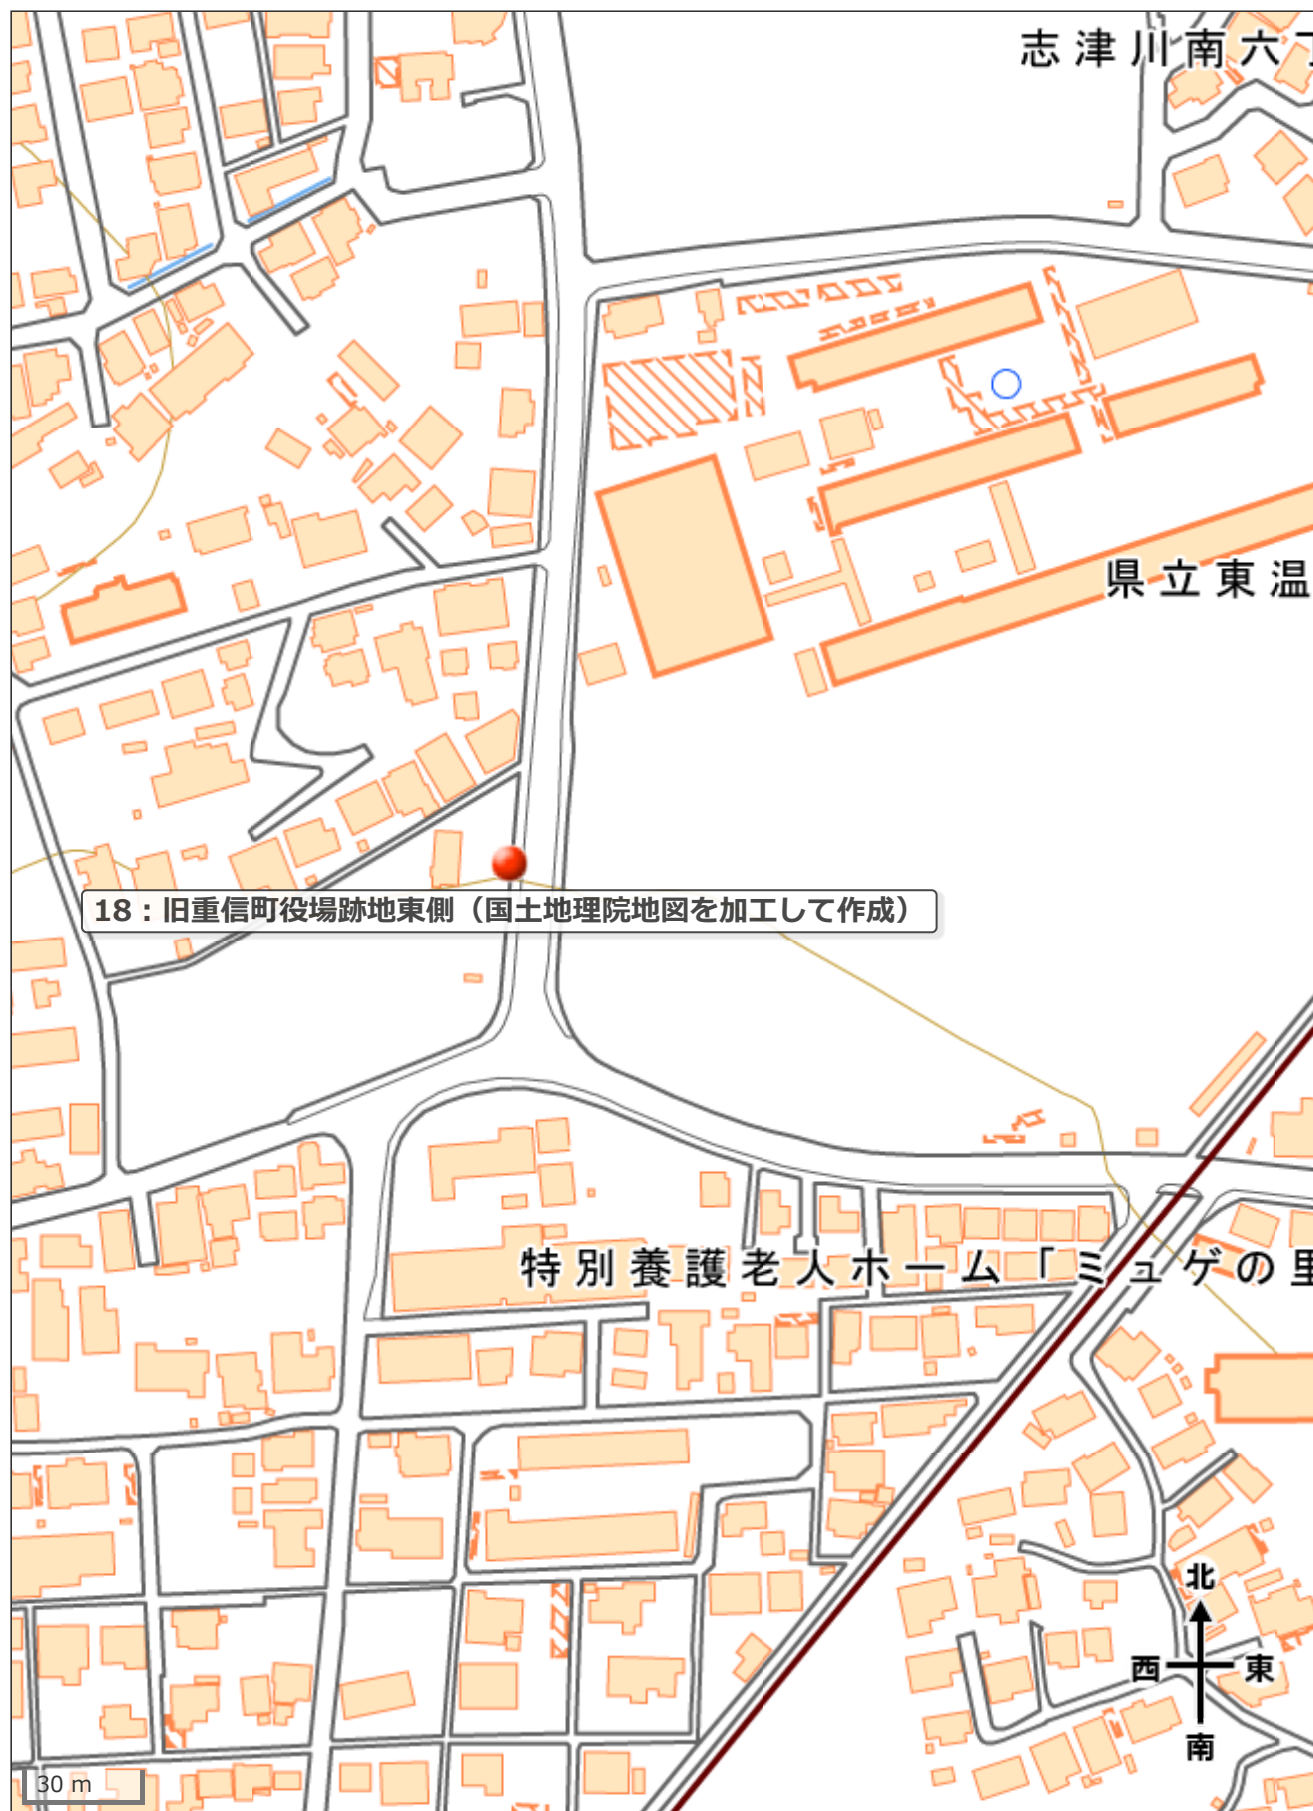 志津川南六丁
県立東温
18：旧重信町役場跡地東側（国土地理院地図を加工して作成）
特別養護老人ホーム「ミュゲの里
北
西 東
南
30 m